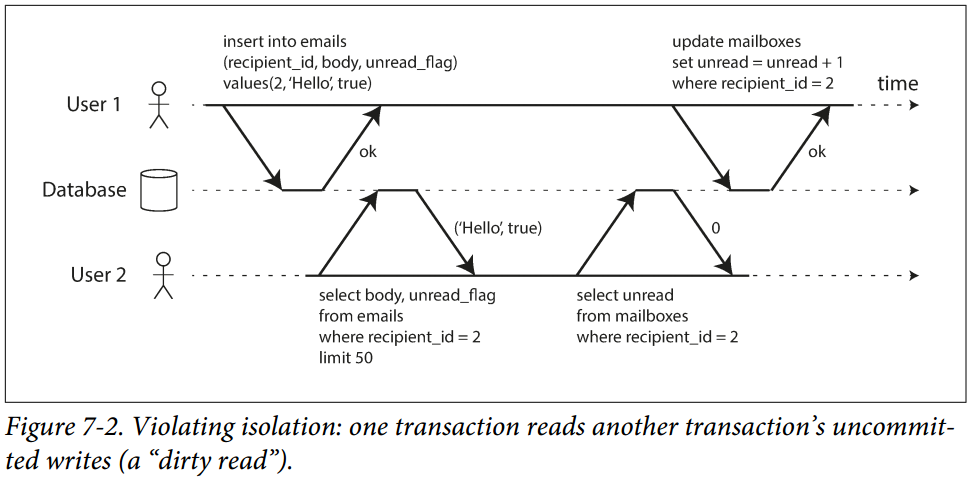 insert into emails
(recipient_id, body, unread_flag)
values(2, ‘Hello’, true)
update mailboxes
set unread = unread + 1
where recipient_id = 2
User 1
time
ok
ok
Database
(‘Hello’, true)
0
User 2
select body, unread_flag
from emails
where recipient_id = 2
limit 50
select unread
from mailboxes
where recipient_id = 2
Figure 7-2. Violating isolation: one transaction reads another transaction’s uncommit-
ted writes (a “dirty read”).